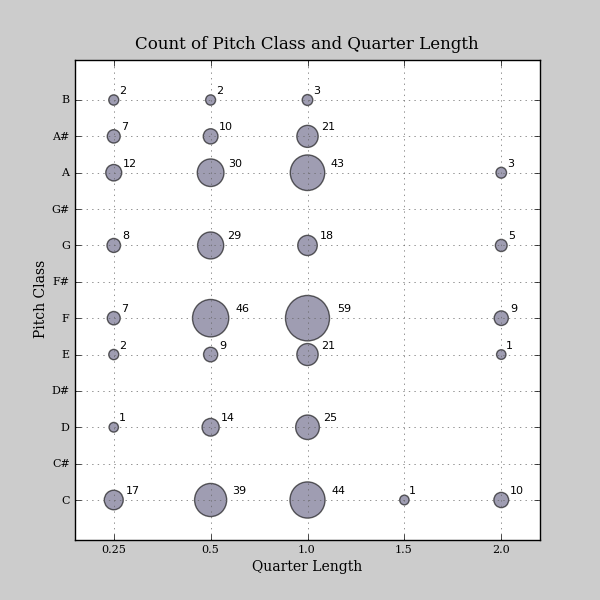 Count of Pitch Class and Quarter Length
B 2 2 3
A# 7 10 21
A 12 30 43 3
G#
G 8 29 18 5
F#
F 7 46 59 9
E 2 9 21 1
D#
D 1 14 25
C#
C 17 39 44 1 10
0.25 0.5 1.0 1.5 2.0
Quarter Length
Pitch Class